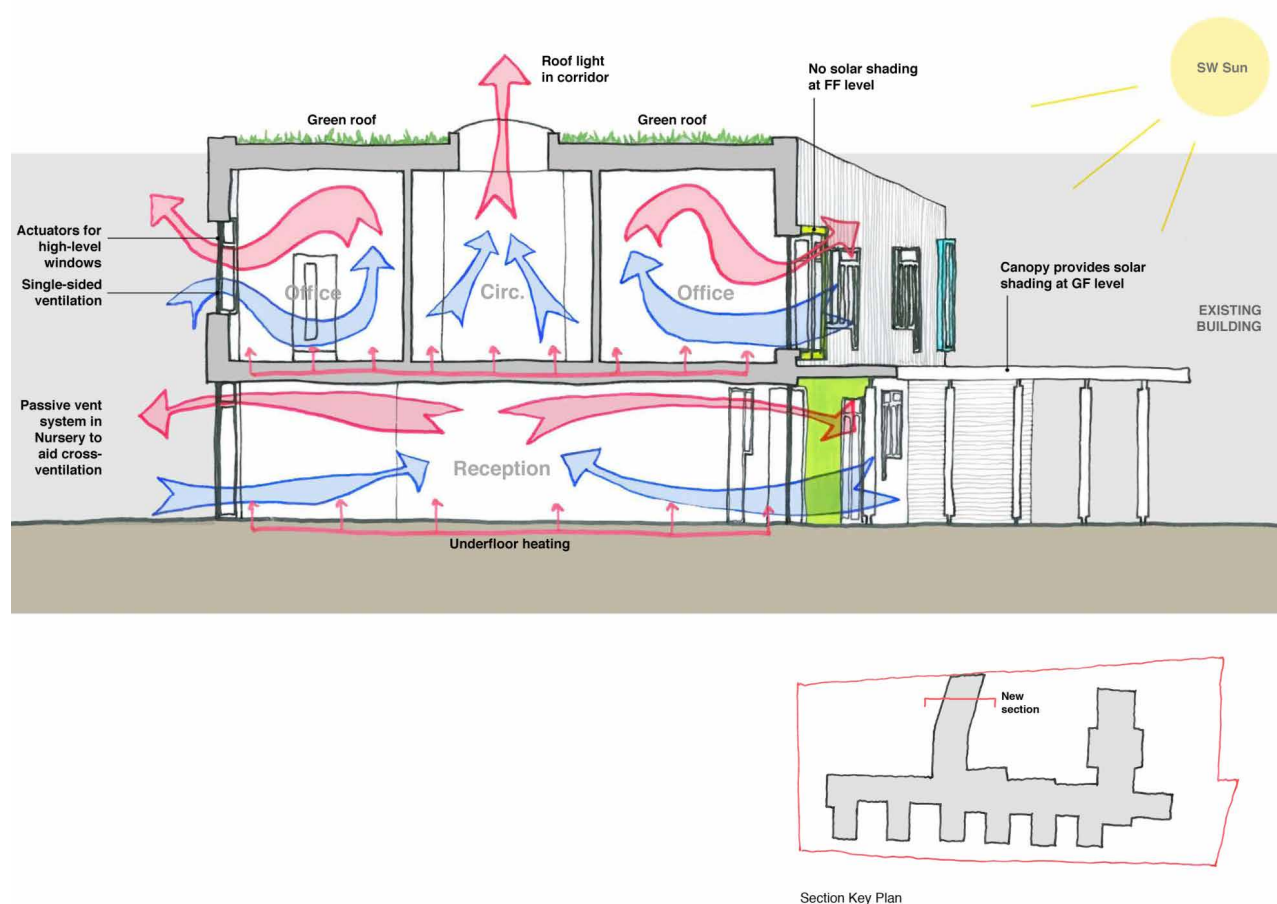 Roof light
in corridor
No solar shading
at FF level
SW Sun
Green roof
Green roof
Actuators for
high-level
windows
Single-sided
ventilation
Office
Circ.
Office
Canopy provides solar
shading at GF level
EXISTING
BUILDING
Passive vent
system in
Nursery to
aid cross-
ventilation
Reception
Underfloor heating
New
section
Section Key Plan